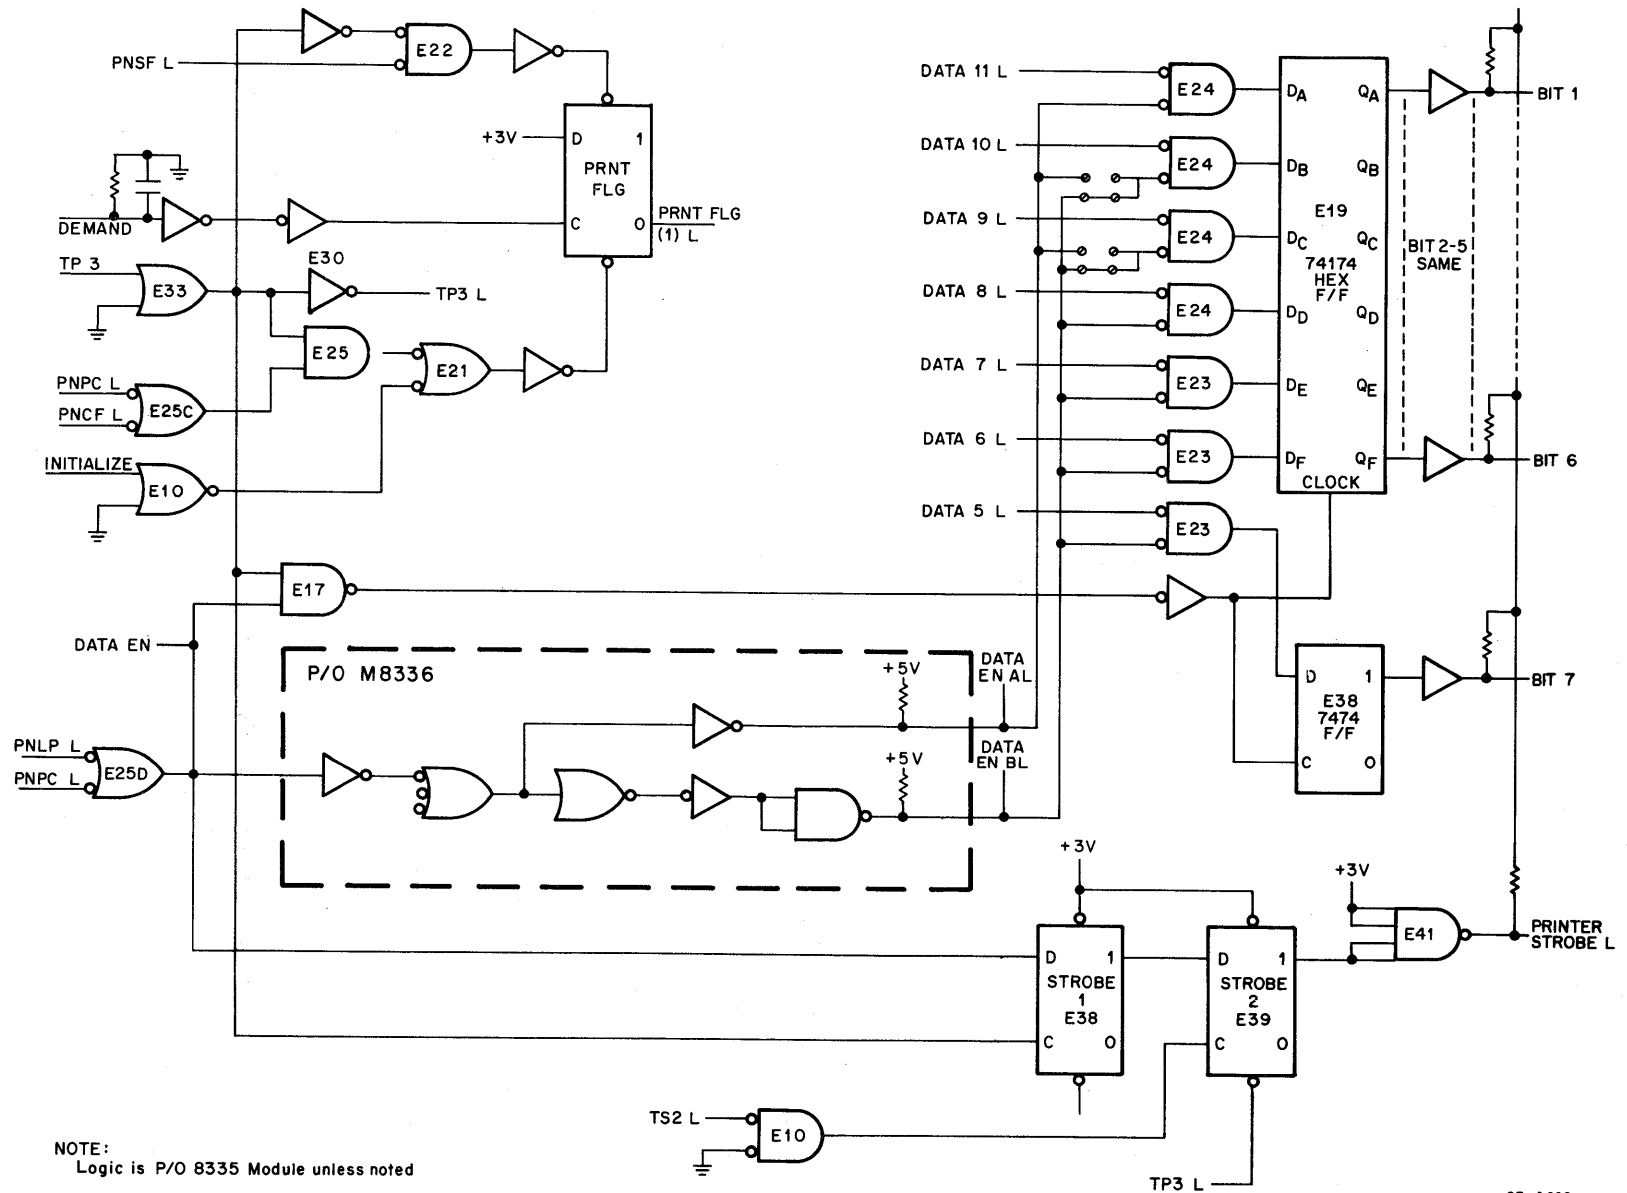 PNSF L
E22
+3V
D 1
PRNT
FLG
C 0
PRNT FLG
(1) L
DEMAND
TP 3
E33
E30
TP3 L
E25
PNPC L
PNCF L
E25C
E21
INITIALIZE
E10
E17
DATA EN
PNLP L
PNPC L
E25D
P/O M8336
+5V
+5V
DATA
EN AL
DATA
EN BL
DATA 11 L
E24
DATA 10 L
E24
DATA 9 L
E24
DATA 8 L
E24
DATA 7 L
E23
DATA 6 L
E23
DATA 5 L
E23
DA QA
DB QB
E19
DC QC
74174
HEX
F/F
DD QD
DE QE
DF QF
CLOCK
BIT 2-5
SAME
BIT 1
BIT 6
BIT 7
D 1
E38
7474
F/F
C 0
+3V
D 1
STROBE
1
E38
C 0
D 1
STROBE
2
E39
C 0
+3V
E41
PRINTER
STROBE L
TS2 L
E10
TP3 L
NOTE:
Logic is P/O 8335 Module unless noted